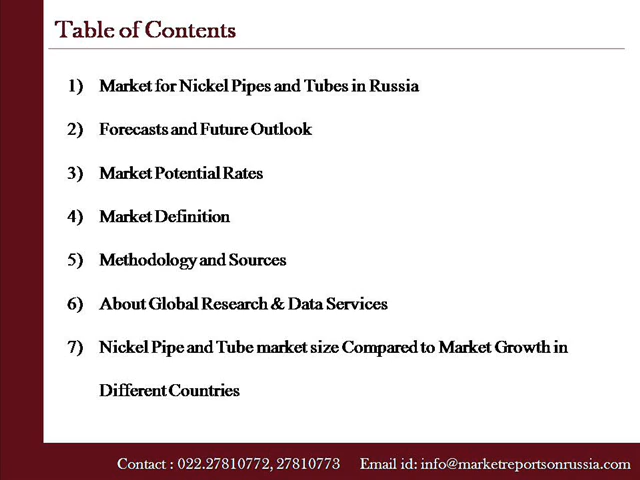 Table of Contents
1) Market for Nickel Pipes and Tubes in Russia
2) Forecasts and Future Outlook
3) Market Potential Rates
4) Market Definition
5) Methodology and Sources
6) About Global Research & Data Services
7) Nickel Pipe and Tube market size Compared to Market Growth in
Different Countries
Contact : 022.27810772, 27810773 Email id: info@marketreportsonrussia.com